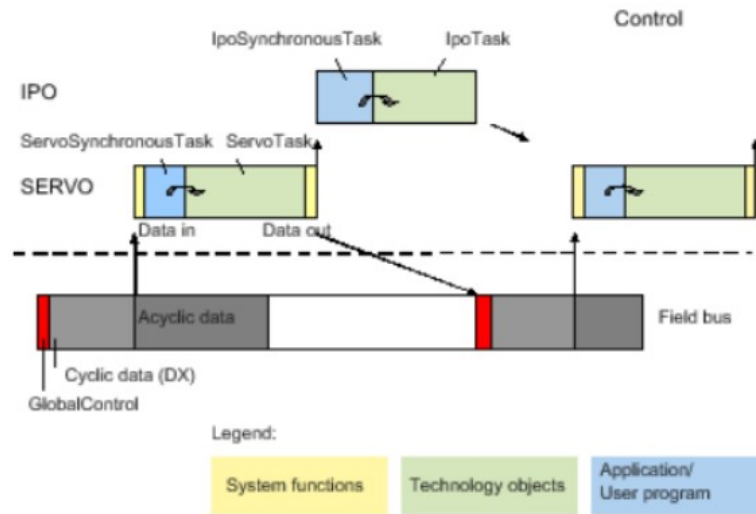 Control
IpoSynchronousTask
IpoTask
IPO
ServoSynchronousTask
ServoTask
SERVO
Data in
Data out
Acyclic data
Field bus
Cyclic data (DX)
GlobalControl
Legend:
System functions
Technology objects
Application/
User program